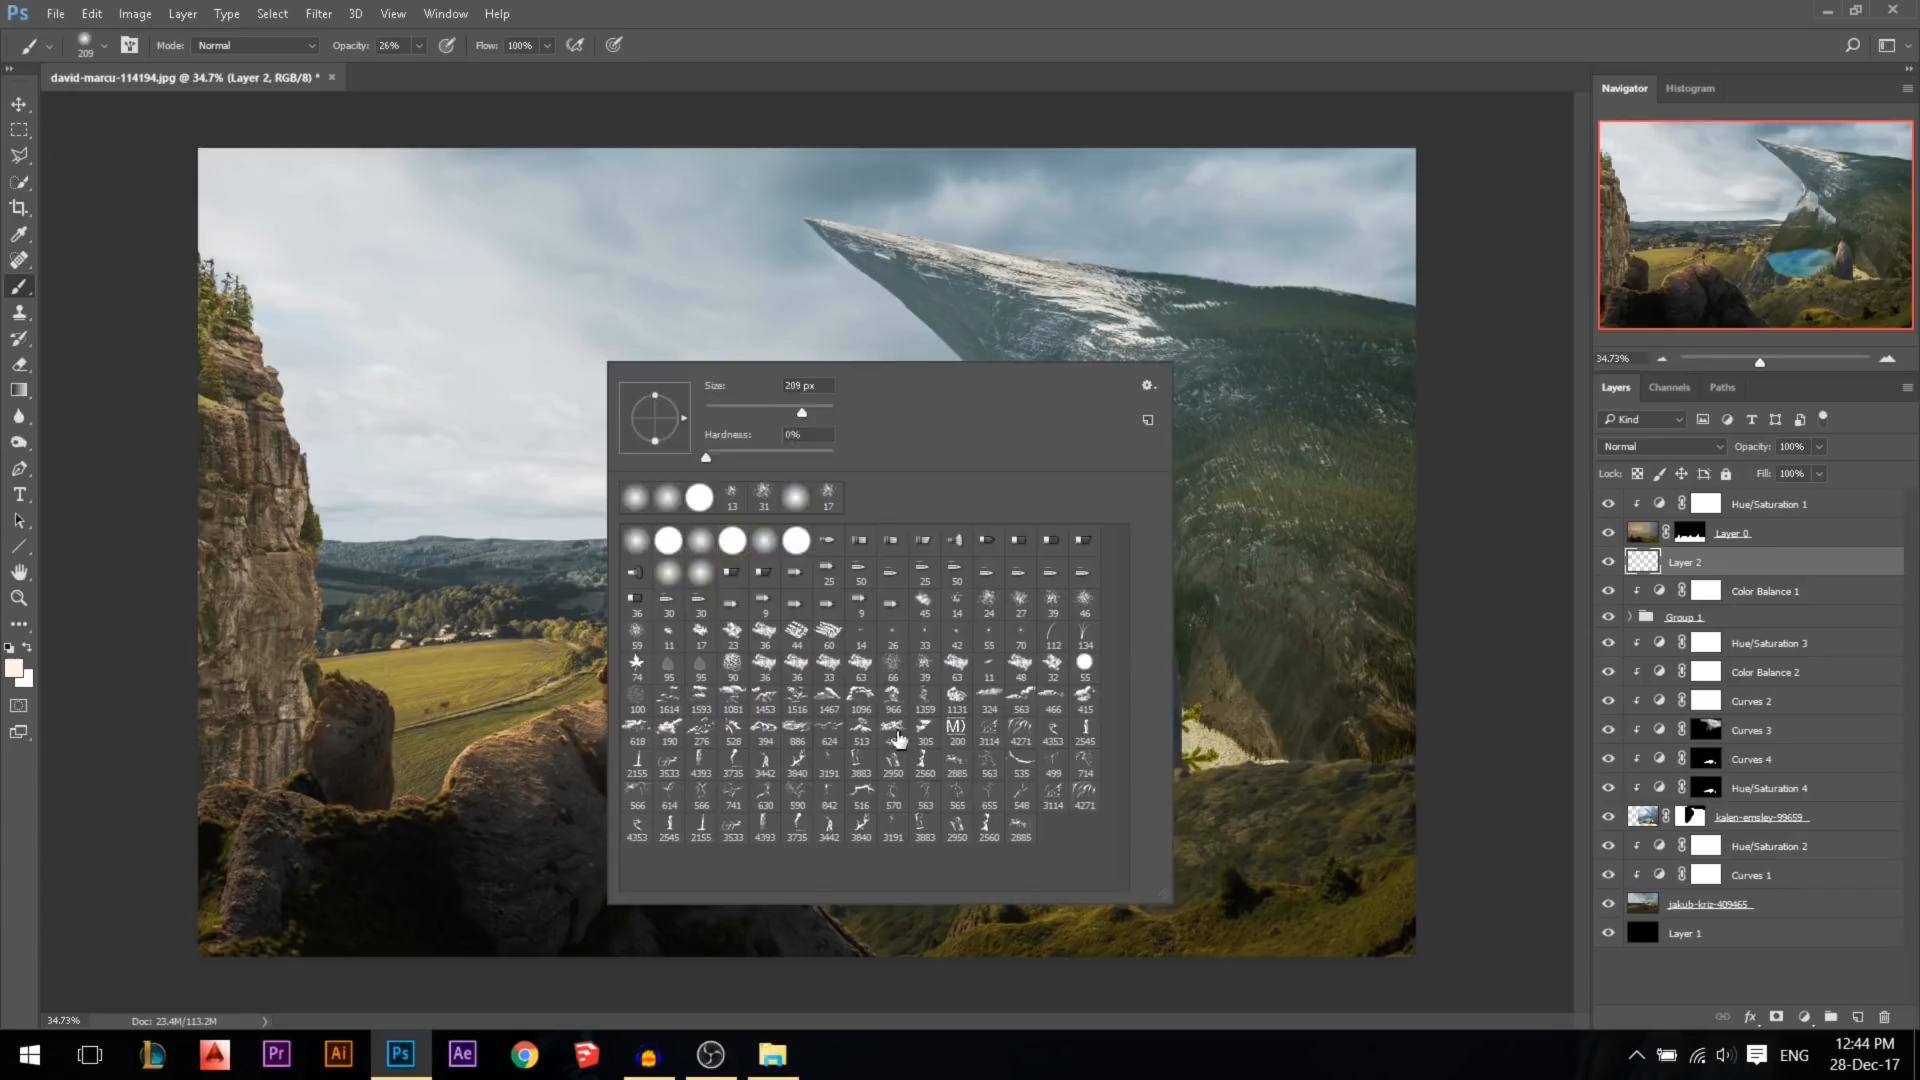 Ps File Edit Image Layer Type Select Filter 3D View Window Help
209 Mode: Normal Opacity: 26% Flow: 100%
david-marcu-114194.jpg @ 34.7% (Layer 2, RGB/8) * ×
Navigator Histogram
34.73%
Layers Channels Paths
Kind
Normal Opacity: 100%
Lock: Fill: 100%
Hue/Saturation 1
Layer 0
Layer 2
Color Balance 1
Group 1
Hue/Saturation 3
Color Balance 2
Curves 2
Curves 3
Curves 4
Hue/Saturation 4
kalen-emsley-99659
Hue/Saturation 2
Curves 1
jakub-kriz-409465
Layer 1
Size: 209 px
Hardness: 0%
13 31 17
25 50 25 50
36 30 30 9 9 45 14 24 27 39 46
59 11 17 23 36 44 60 14 26 33 42 55 70 112 134
74 95 95 90 36 36 33 63 66 39 63 11 48 32 55
100 1614 1593 1081 1453 1516 1467 1096 966 1359 1131 324 563 466 415
M)
618 190 276 528 394 886 624 513 305 200 3114 4271 4353 2545
2155 3533 4393 3735 3442 3840 3191 3883 2950 2560 2885 563 535 499 714
566 614 566 741 630 590 842 516 570 563 565 655 548 3114 4271
4353 2545 2155 3533 4393 3735 3442 3840 3191 3883 2950 2560 2885
34.73% Doc: 23.4M/113.2M
Pr Ai Ps Ae
ENG
12:44 PM
28-Dec-17